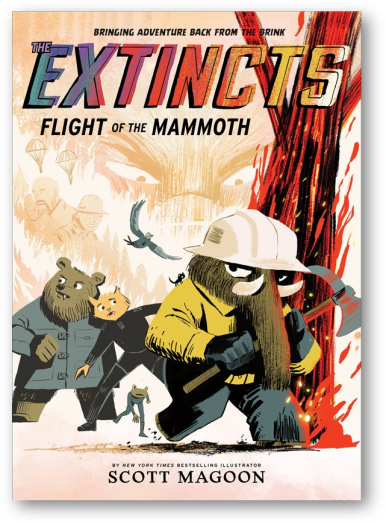 BRINGING ADVENTURE BACK FROM THE BRINK
THE
EXTINCTS
FLIGHT OF THE MAMMOTH
BY NEW YORK TIMES BESTSELLING ILLUSTRATOR
SCOTT MAGOON